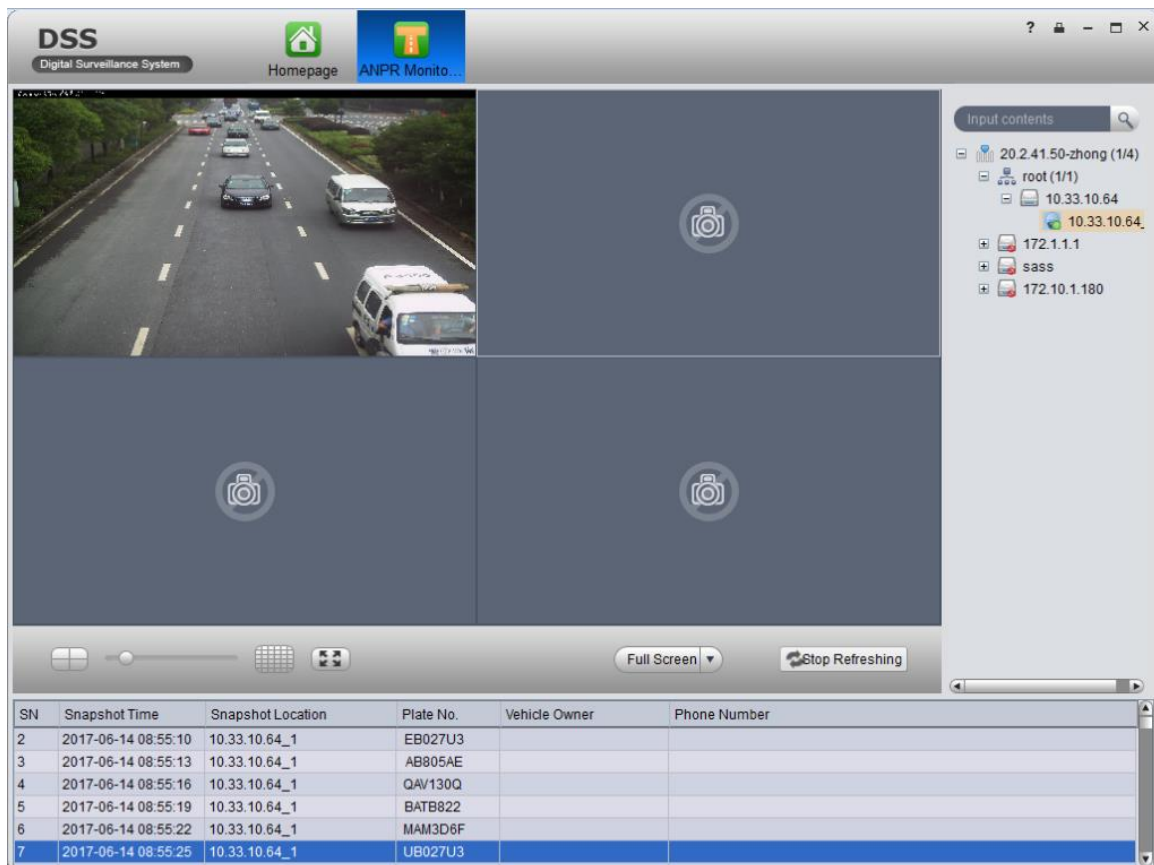 DSS
Digital Surveillance System
Homepage
ANPR Monito...
?
Input contents
20.2.41.50-zhong (1/4)
root (1/1)
10.33.10.64
10.33.10.64_
172.1.1.1
sass
172.10.1.180
Full Screen
Stop Refreshing
SN Snapshot Time Snapshot Location Plate No. Vehicle Owner Phone Number
2 2017-06-14 08:55:10 10.33.10.64_1 EB027U3
3 2017-06-14 08:55:13 10.33.10.64_1 AB805AE
4 2017-06-14 08:55:16 10.33.10.64_1 QAV130Q
5 2017-06-14 08:55:19 10.33.10.64_1 BATB822
6 2017-06-14 08:55:22 10.33.10.64_1 MAM3D6F
7 2017-06-14 08:55:25 10.33.10.64_1 UB027U3